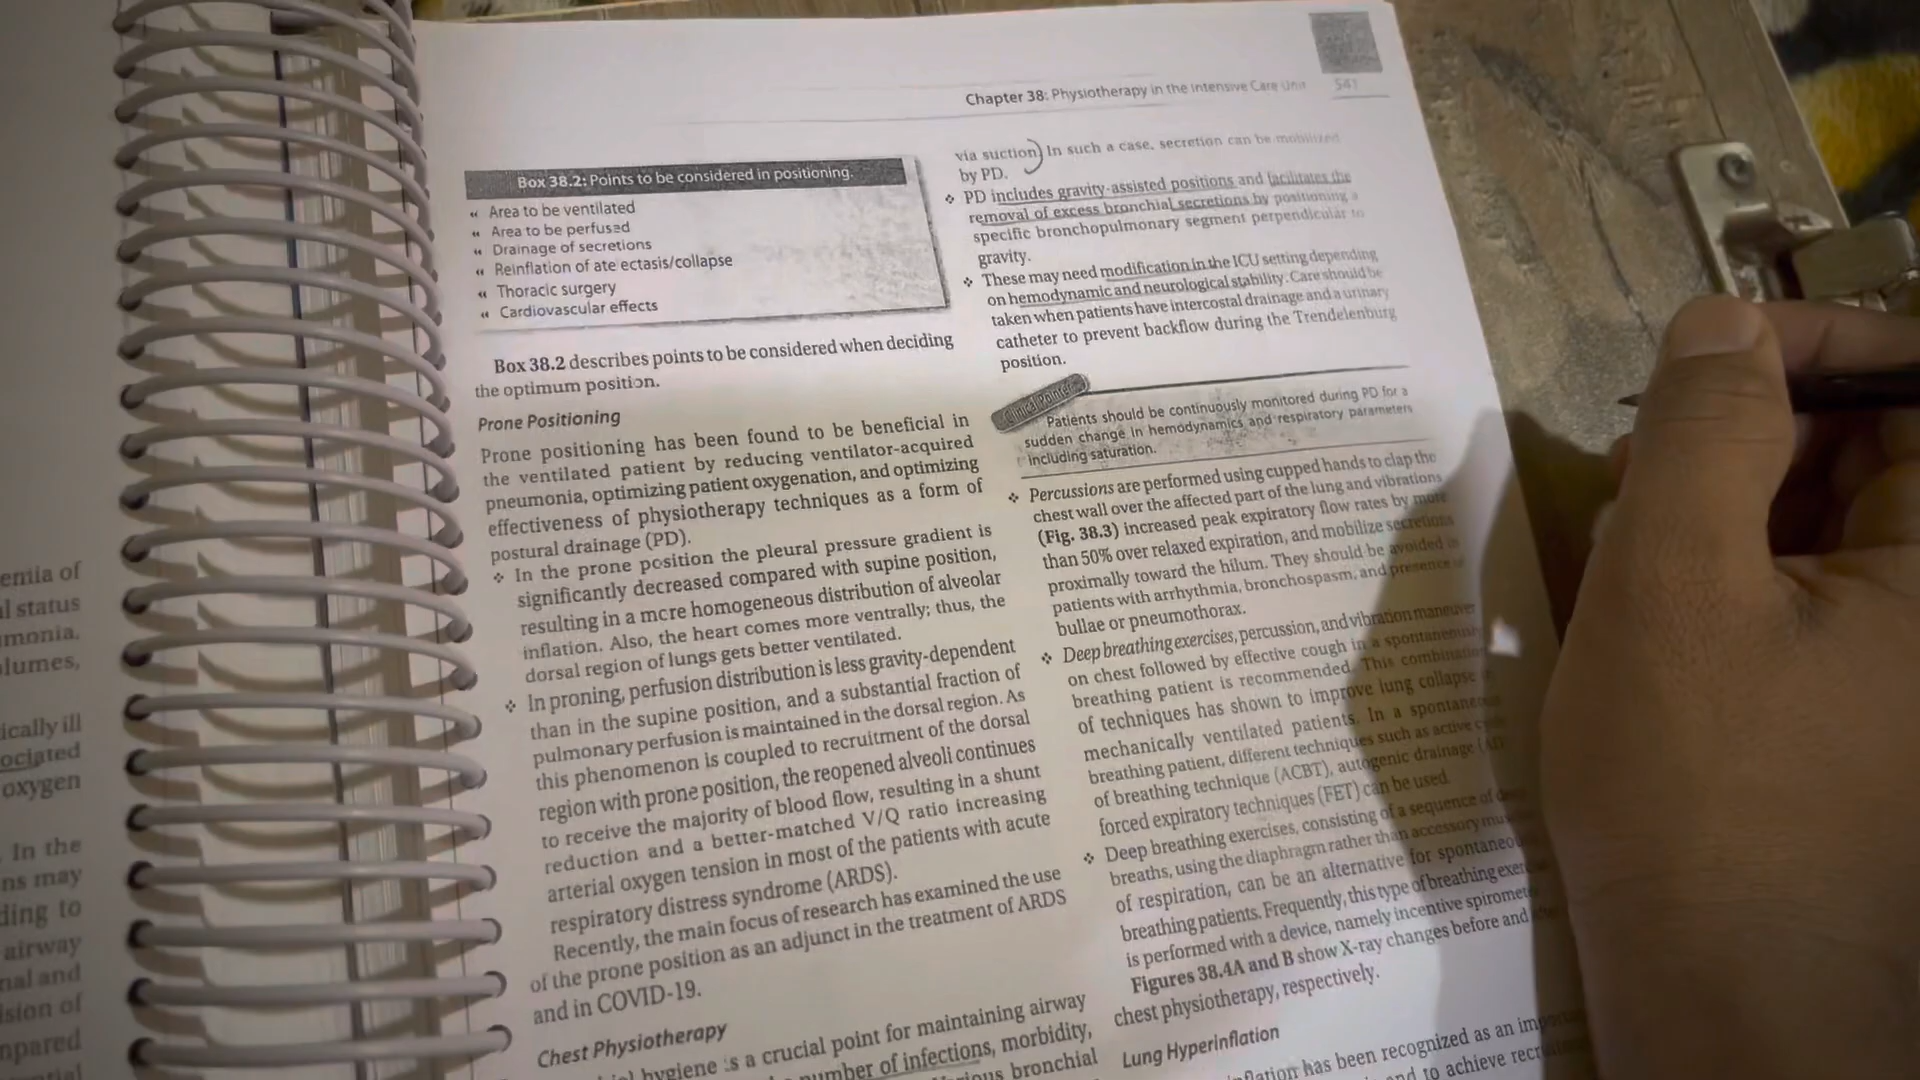 Chapter 38: Physiotherapy in the Intensive Care Unit 541
emia of
l status
monia,
olumes,
ically ill
ociated
oxygen
. In the
ns may
ding to
airway
nal and
sion of
npared
Box 38.2: Points to be considered in positioning.
Area to be ventilated
Area to be perfused
Drainage of secretions
Reinflation of ate ectasis/collapse
Thoracic surgery
Cardiovascular effects
Box 38.2 describes points to be considered when deciding
the optimum position.
Prone Positioning
Prone positioning has been found to be beneficial in
the ventilated patient by reducing ventilator-acquired
pneumonia, optimizing patient oxygenation, and optimizing
effectiveness of physiotherapy techniques as a form of
postural drainage (PD).
In the prone position the pleural pressure gradient is
significantly decreased compared with supine position,
resulting in a more homogeneous distribution of alveolar
inflation. Also, the heart comes more ventrally; thus, the
dorsal region of lungs gets better ventilated.
In proning, perfusion distribution is less gravity-dependent
than in the supine position, and a substantial fraction of
pulmonary perfusion is maintained in the dorsal region. As
this phenomenon is coupled to recruitment of the dorsal
region with prone position, the reopened alveoli continues
to receive the majority of blood flow, resulting in a shunt
reduction and a better-matched V/Q ratio increasing
arterial oxygen tension in most of the patients with acute
respiratory distress syndrome (ARDS).
Recently, the main focus of research has examined the use
of the prone position as an adjunct in the treatment of ARDS
and in COVID-19.
Chest Physiotherapy
hygiene is a crucial point for maintaining airway
number of infections, morbidity,
bronchial
via suction) In such a case, secretion can be mobilized
by PD.
PD includes gravity-assisted positions and facilitates the
removal of excess bronchial secretions by positioning a
specific bronchopulmonary segment perpendicular to
gravity.
These may need modification in the ICU setting depending
on hemodynamic and neurological stability. Care should be
taken when patients have intercostal drainage and a urinary
catheter to prevent backflow during the Trendelenburg
position.
Clinical Pointer
Patients should be continuously monitored during PD for a
sudden change in hemodynamics and respiratory parameters
including saturation.
Percussions are performed using cupped hands to clap the
chest wall over the affected part of the lung and vibrations
(Fig. 38.3) increased peak expiratory flow rates by more
than 50% over relaxed expiration, and mobilize secretions
proximally toward the hilum. They should be avoided in
patients with arrhythmia, bronchospasm, and presence of
bullae or pneumothorax.
Deep breathing exercises, percussion, and vibration maneuver
on chest followed by effective cough in a spontaneously
breathing patient is recommended. This combination
of techniques has shown to improve lung collapse in
mechanically ventilated patients. In a spontaneous
breathing patient, different techniques such as active
of breathing technique (ACBT), autogenic drainage
forced expiratory techniques (FET) can be used.
Deep breathing exercises, consisting of a sequence of
breaths, using the diaphragm rather than accessory
of respiration, can be an alternative for
breathing patients. Frequently, this type of breathing
is performed with a device, namely incentive
Figures 38.4A and B show X-ray changes before and
chest physiotherapy, respectively.
Lung Hyperinflation
has been recognized as an
and to achieve